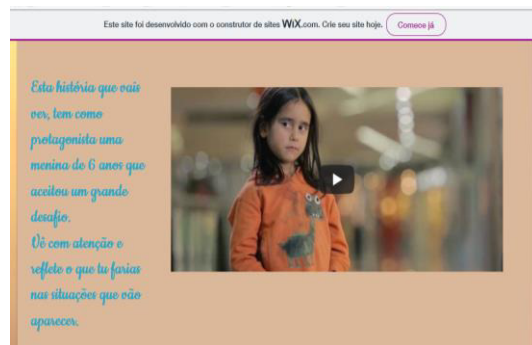 Este site foi desenvolvido com o construtor de sites WiX.com. Crie seu site hoje. Comece já
Esta história que vais
ver, tem como
protagonista uma
menina de 6 anos que
aceitou um grande
desafio.
Vê com atenção e
reflete o que tu farias
nas situações que vão
aparecer.